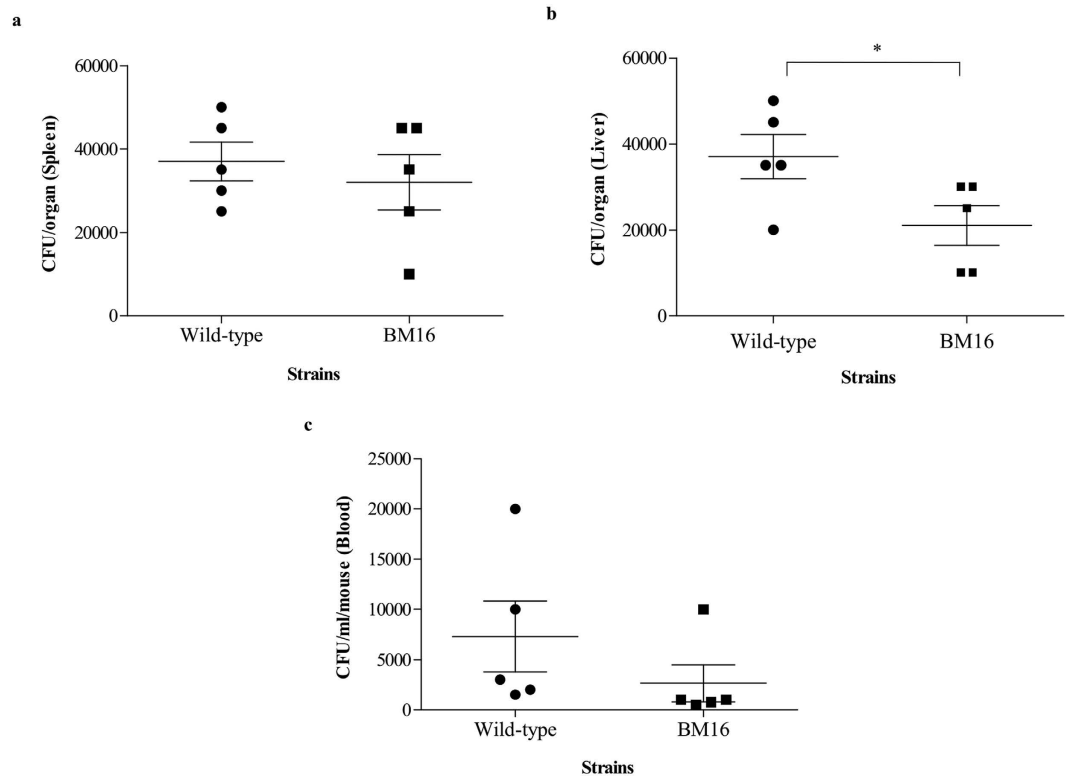 a
CFU/organ (Spleen)
60000
40000
20000
0
Wild-type BM16
Strains
b
CFU/organ (Liver)
60000
40000
20000
0
*
Wild-type BM16
Strains
c
CFU/ml/mouse (Blood)
25000
20000
15000
10000
5000
0
Wild-type BM16
Strains